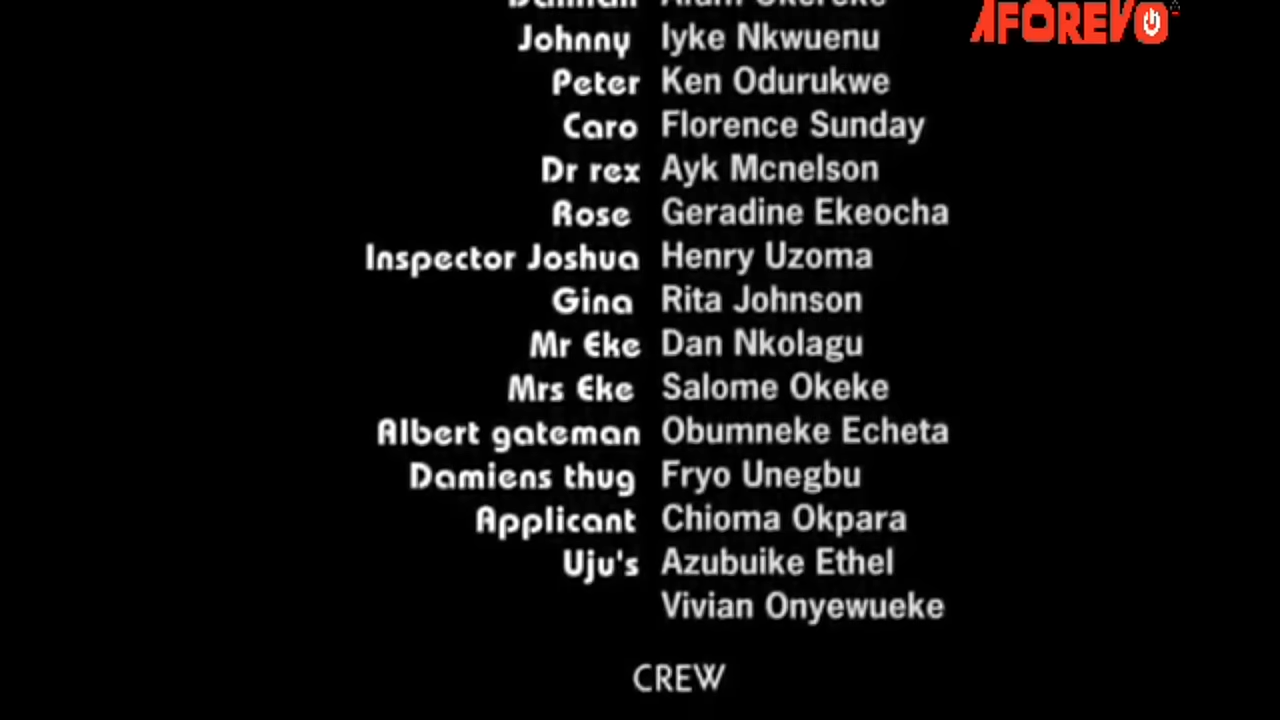 AFOREVO
Johnny Iyke Nkwuenu
Peter Ken Odurukwe
Caro Florence Sunday
Dr rex Ayk Mcnelson
Rose Geradine Ekeocha
Inspector Joshua Henry Uzoma
Gina Rita Johnson
Mr Eke Dan Nkolagu
Mrs Eke Salome Okeke
Albert gateman Obumneke Echeta
Damiens thug Fryo Unegbu
Applicant Chioma Okpara
Uju's Azubuike Ethel
Vivian Onyewueke
CREW